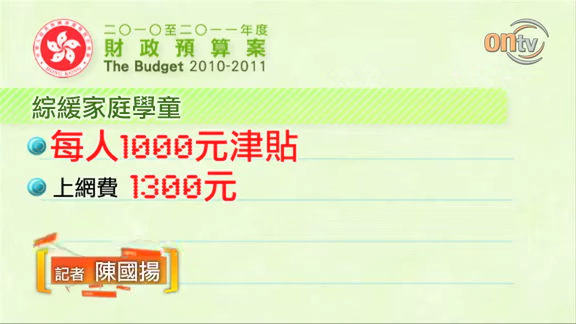 二〇一〇至二〇一一年度
財政預算案
The Budget 2010-2011
ontv
綜緩家庭學童
每人1000元津貼
上網費 1300元
記者 陳國揚